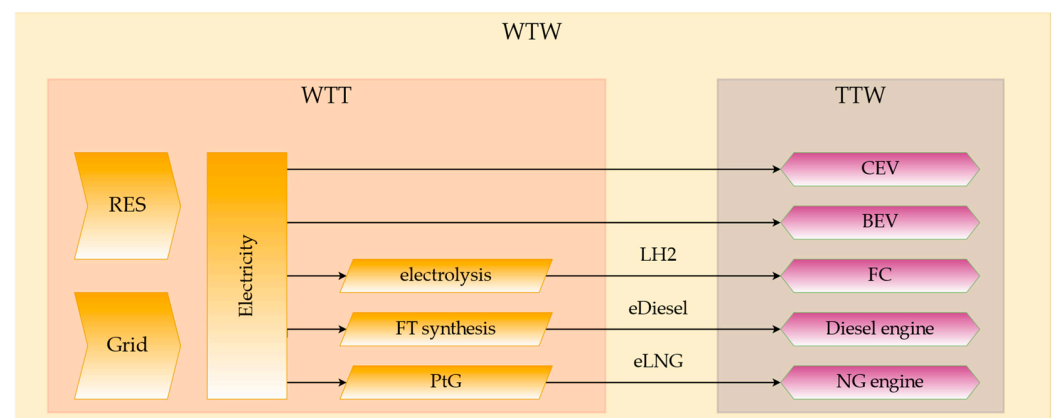 WTW
WTT
TTW
RES
Grid
Electricity
CEV
BEV
electrolysis
LH2
FC
FT synthesis
eDiesel
Diesel engine
PtG
eLNG
NG engine